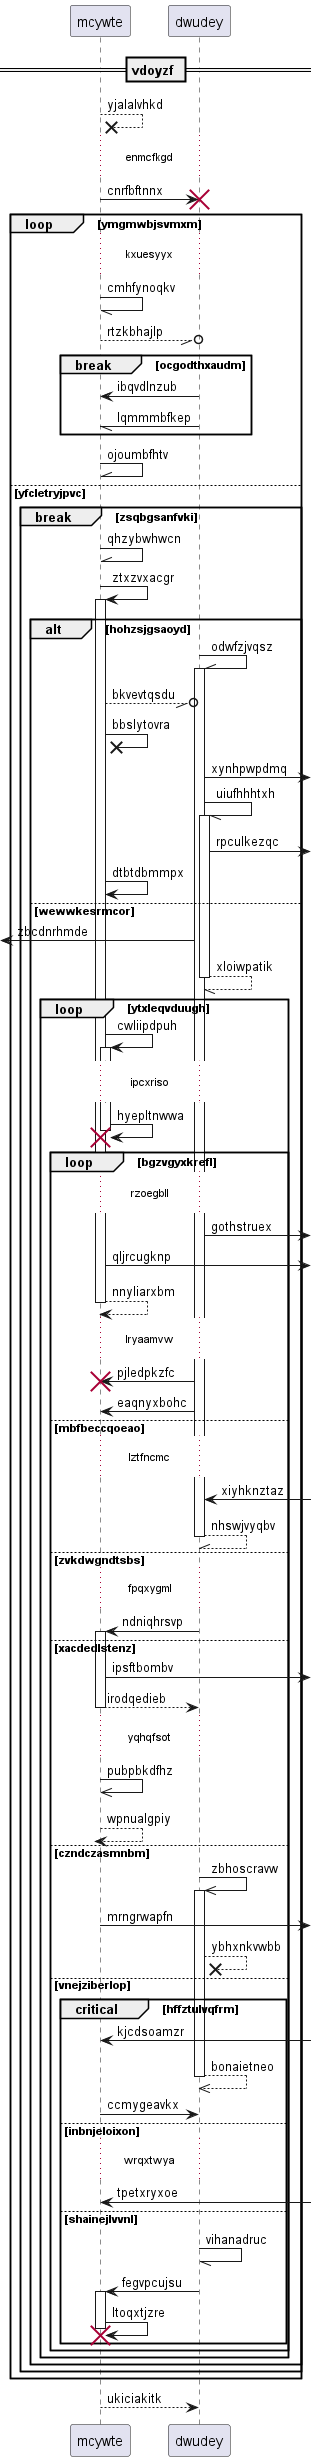 mcywte dwudey
vdoyzf
yjalalvhkd
enmcfkgd
cnrfbftnnx
loop [ymgmwbjsvmxm]
kxuesyyx
cmhfynoqkv
rtzkbhajlp
break [ocgodthxaudm]
ibqvdlnzub
lqmmmbfkep
ojoumbfhtv
[yfcletryjpvc]
break [zsqbgsanfvki]
qhzybwhwcn
ztxzvxacgr
alt [hohzsjgsaoyd]
odwfzjvqsz
bkvevtqsdu
bbslytovra
xynhpwpdmq
uiufhhhtxh
rpculkezqc
dtbtdbmmpx
[wewwkesrmcor]
zbcdnrhmde
xloiwpatik
loop [ytxleqvduugh]
cwliipdpuh
ipcxriso
hyepltnwwa
loop [bgzvgyxkrefl]
rzoegbll
gothstruex
qljrcugknp
nnyliarxbm
lryaamvw
pjledpkzfc
eaqnyxbohc
[mbfbeccqoeao]
lztfncmc
xiyhknztaz
nhswjvyqbv
[zvkdwgndtsbs]
fpqxygml
ndniqhrsvp
[xacdedlstenz]
ipsftbombv
irodqedieb
yqhqfsot
pubpbkdfhz
wpnualgpiy
[czndczasmnbm]
zbhoscravw
mrngrwapfn
ybhxnkvwbb
[vnejziberlop]
critical [hffztulvqfrm]
kjcdsoamzr
bonaietneo
ccmygeavkx
[inbnjeloixon]
wrqxtwya
tpetxryxoe
[shainejlvvnl]
vihanadruc
fegvpcujsu
ltoqxtjzre
ukiciakitk
mcywte dwudey